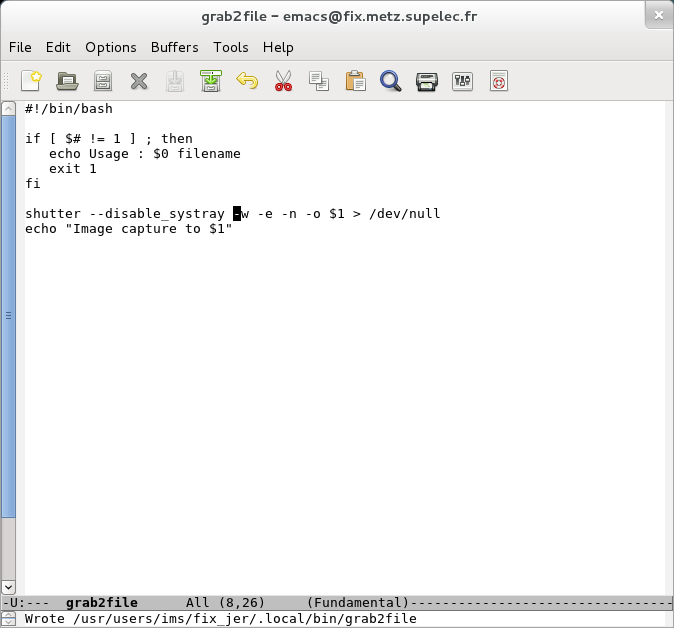 grab2file – emacs@fix.metz.supelec.fr
File Edit Options Buffers Tools Help
#!/bin/bash
if [ $# != 1 ] ; then
   echo Usage : $0 filename
   exit 1
fi
shutter --disable_systray -w -e -n -o $1 > /dev/null
echo "Image capture to $1"
-U:---  grab2file      All (8,26)     (Fundamental)---------------------------------
Wrote /usr/users/ims/fix_jer/.local/bin/grab2file